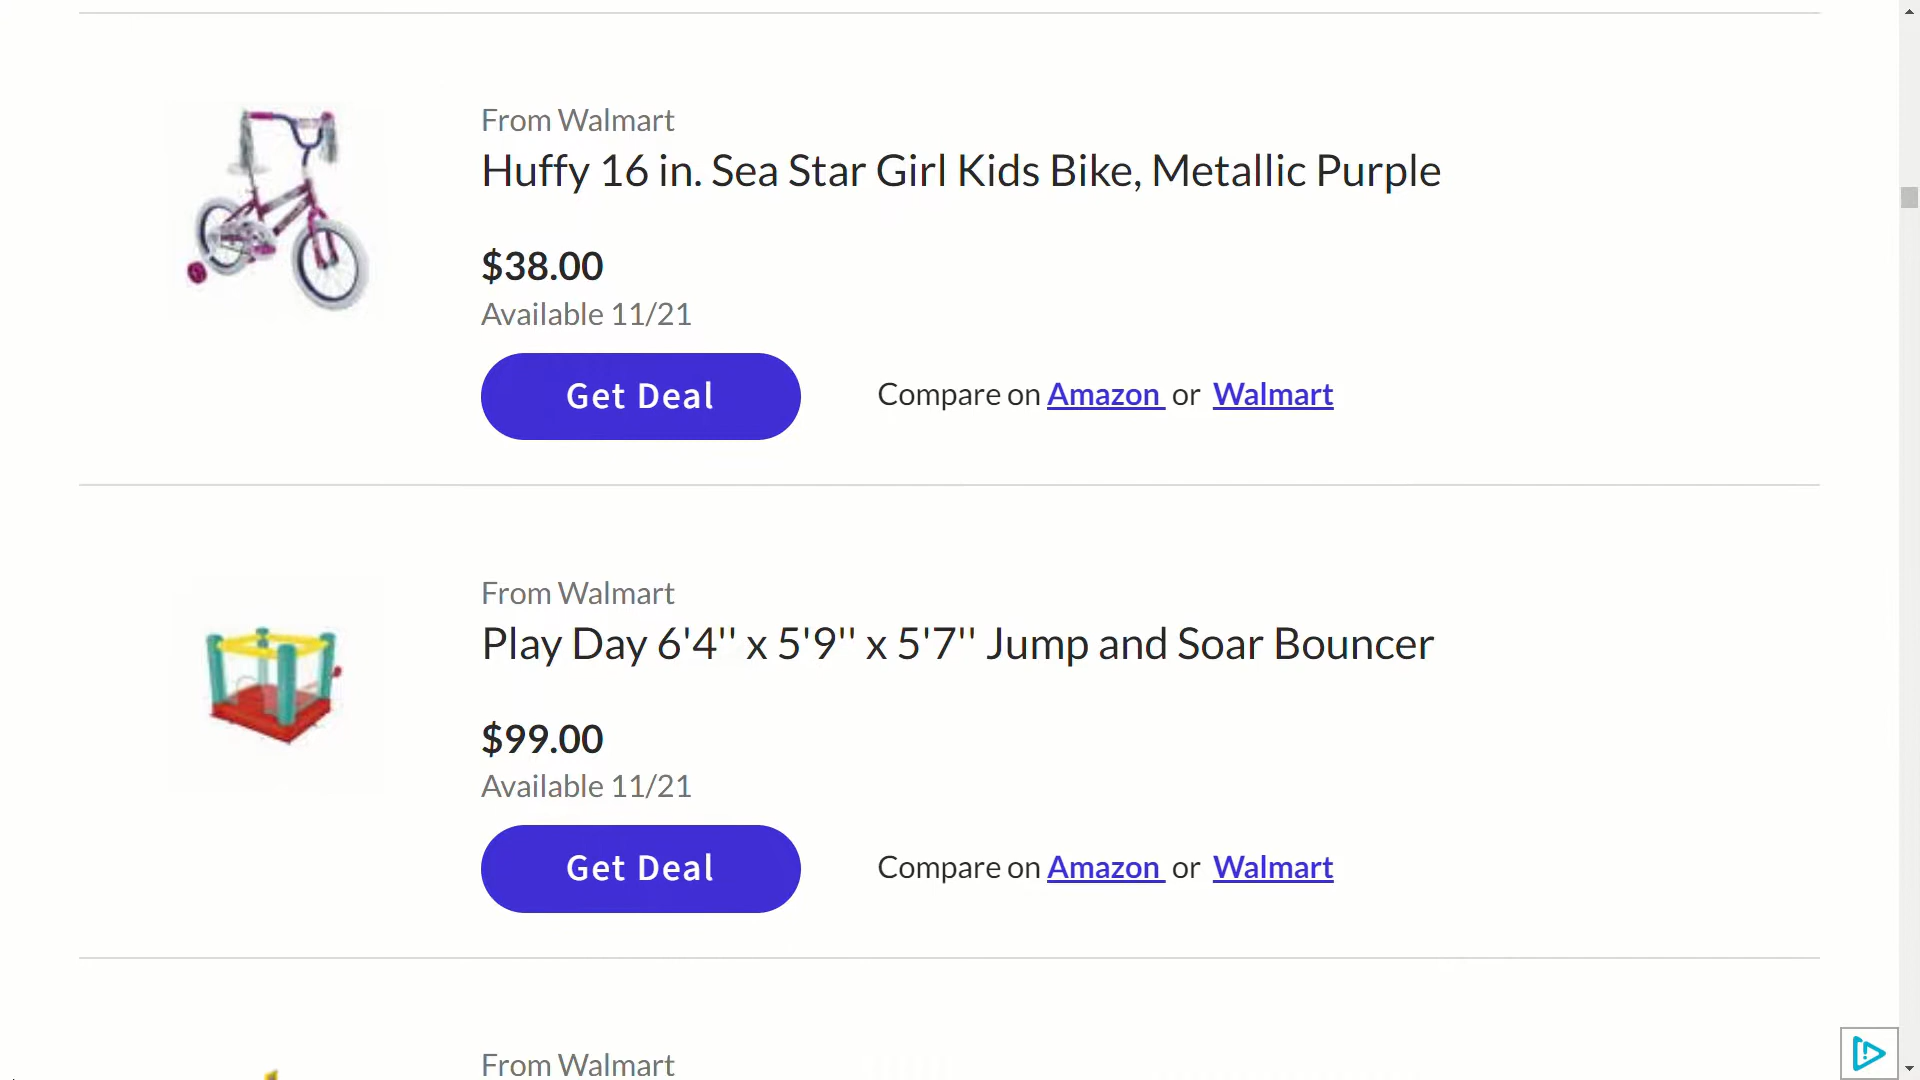 From Walmart
Huffy 16 in. Sea Star Girl Kids Bike, Metallic Purple
$38.00
Available 11/21
Get Deal
Compare on Amazon or Walmart
From Walmart
Play Day 6'4'' x 5'9'' x 5'7'' Jump and Soar Bouncer
$99.00
Available 11/21
Get Deal
Compare on Amazon or Walmart
From Walmart